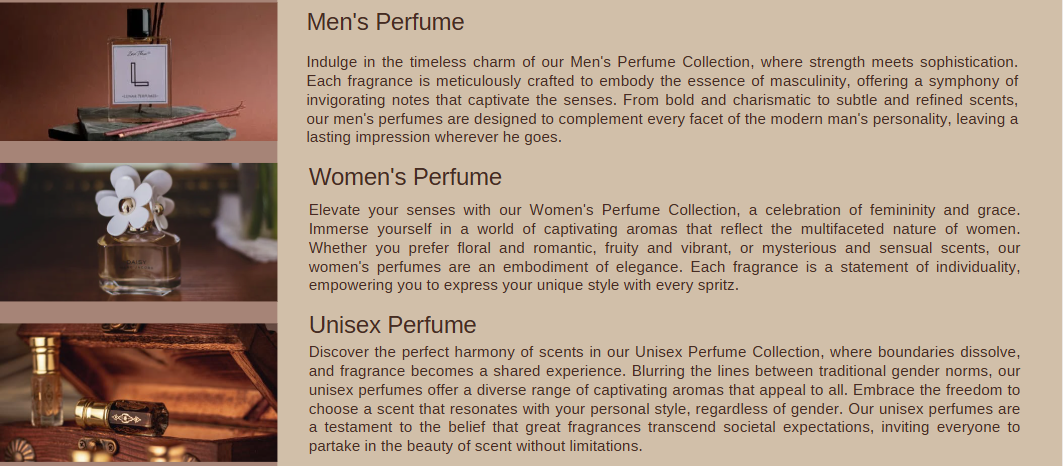 Men's Perfume
Indulge in the timeless charm of our Men's Perfume Collection, where strength meets sophistication.
Each fragrance is meticulously crafted to embody the essence of masculinity, offering a symphony of
invigorating notes that captivate the senses. From bold and charismatic to subtle and refined scents,
our men's perfumes are designed to complement every facet of the modern man's personality, leaving a
lasting impression wherever he goes.
L
Women's Perfume
Elevate your senses with our Women's Perfume Collection, a celebration of femininity and grace.
Immerse yourself in a world of captivating aromas that reflect the multifaceted nature of women.
Whether you prefer floral and romantic, fruity and vibrant, or mysterious and sensual scents, our
women's perfumes are an embodiment of elegance. Each fragrance is a statement of individuality,
empowering you to express your unique style with every spritz.
DAISY
Unisex Perfume
Discover the perfect harmony of scents in our Unisex Perfume Collection, where boundaries dissolve,
and fragrance becomes a shared experience. Blurring the lines between traditional gender norms, our
unisex perfumes offer a diverse range of captivating aromas that appeal to all. Embrace the freedom to
choose a scent that resonates with your personal style, regardless of gender. Our unisex perfumes are
a testament to the belief that great fragrances transcend societal expectations, inviting everyone to
partake in the beauty of scent without limitations.